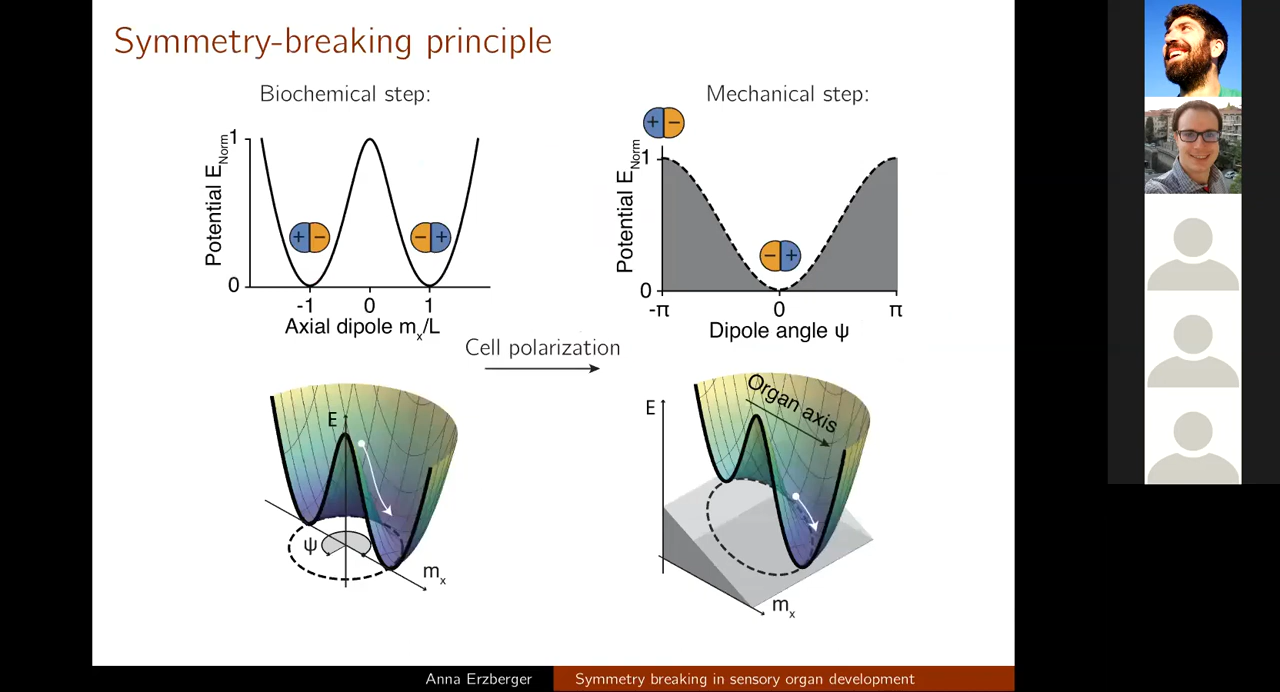 Symmetry-breaking principle
Biochemical step:
Mechanical step:
Potential E_Norm
1
0
+ −
− +
-1 0 1
Axial dipole m_x/L
+ −
Potential E_Norm
1
0
− +
-π 0 π
Dipole angle ψ
Cell polarization
E
ψ
m_x
E
Organ axis
m_x
Anna Erzberger
Symmetry breaking in sensory organ development